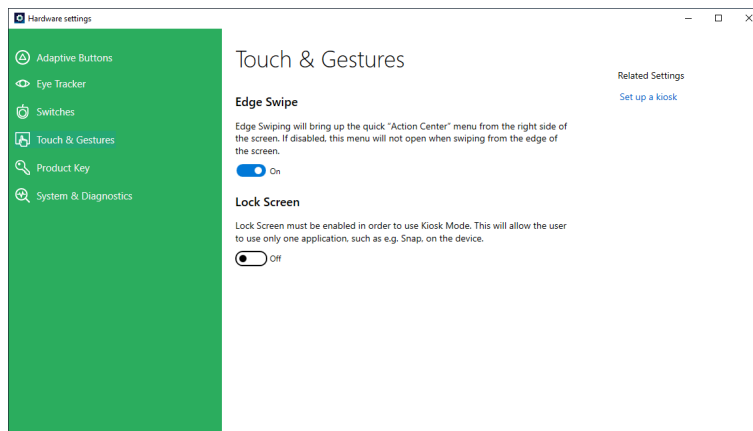 Hardware settings
Adaptive Buttons
Eye Tracker
Switches
Touch & Gestures
Product Key
System & Diagnostics
Touch & Gestures
Edge Swipe
Edge Swiping will bring up the quick “Action Center” menu from the right side of
the screen. If disabled, this menu will not open when swiping from the edge of
the screen.
On
Lock Screen
Lock Screen must be enabled in order to use Kiosk Mode. This will allow the user
to use only one application, such as e.g. Snap, on the device.
Off
Related Settings
Set up a kiosk